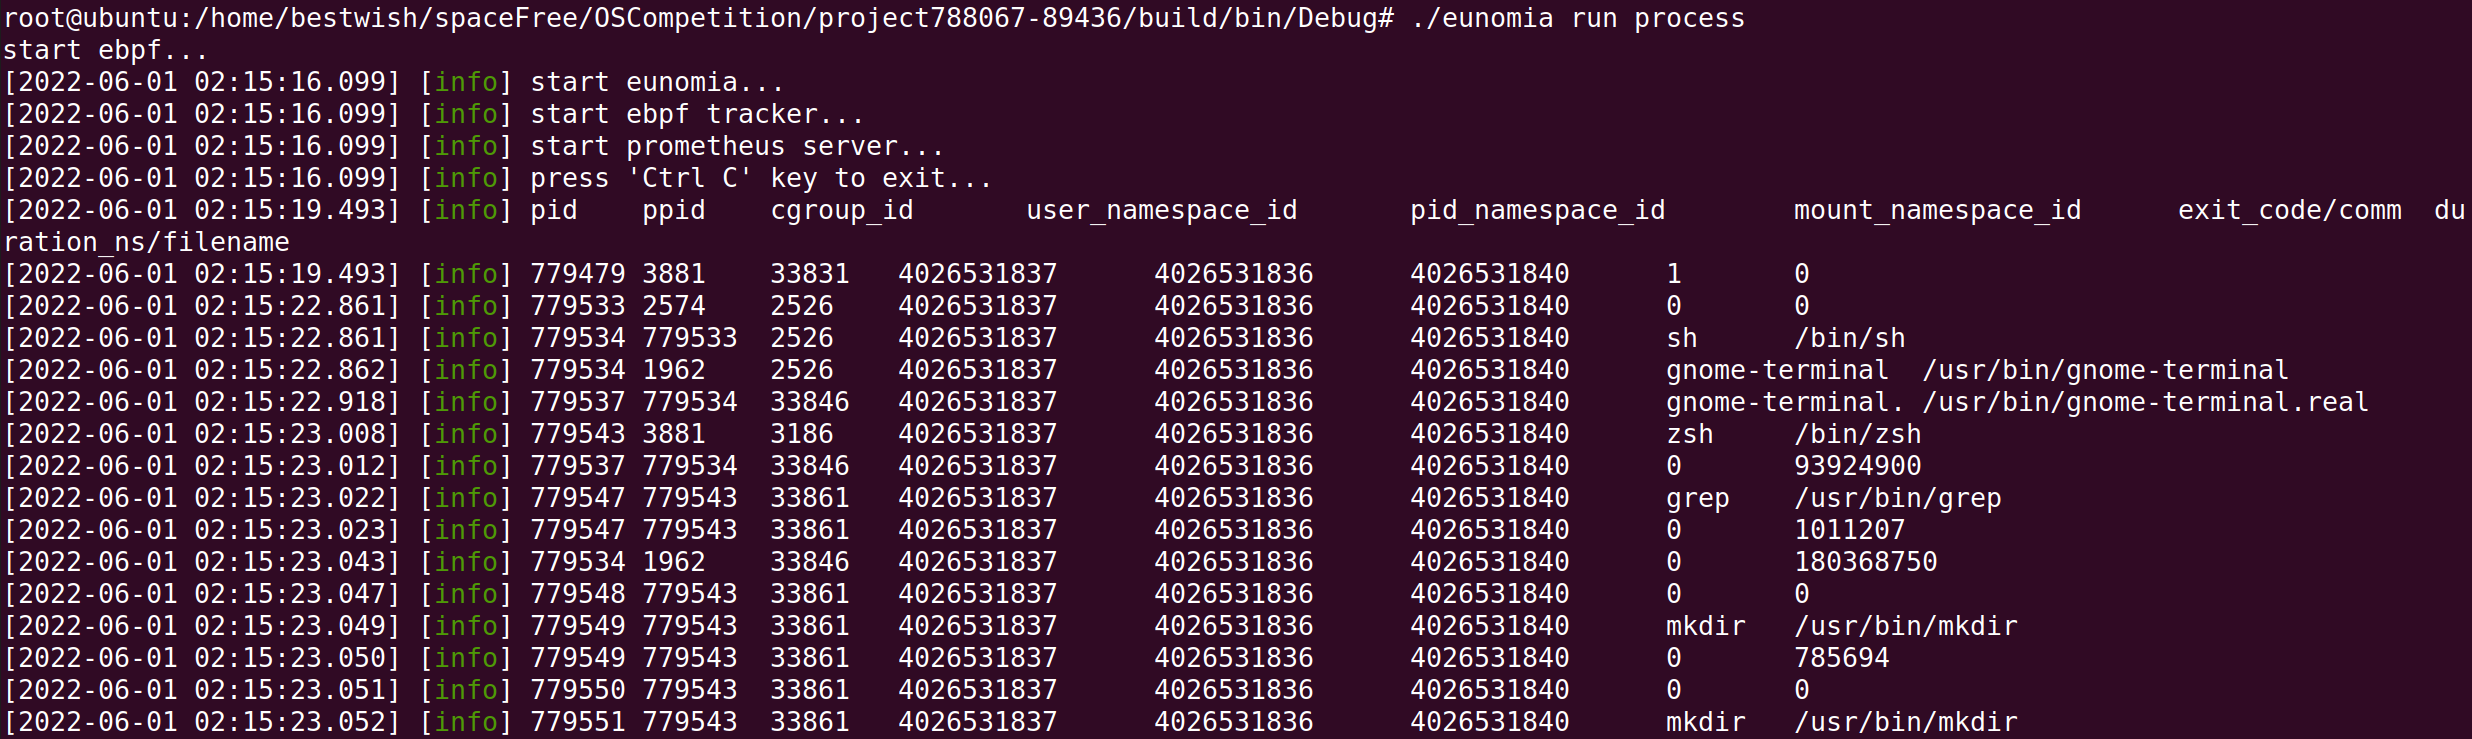 root@ubuntu:/home/bestwish/spaceFree/OSCompetition/project788067-89436/build/bin/Debug# ./eunomia run process
start ebpf...
[2022-06-01 02:15:16.099] [info] start eunomia...
[2022-06-01 02:15:16.099] [info] start ebpf tracker...
[2022-06-01 02:15:16.099] [info] start prometheus server...
[2022-06-01 02:15:16.099] [info] press 'Ctrl C' key to exit...
[2022-06-01 02:15:19.493] [info] pid    ppid    cgroup_id       user_namespace_id       pid_namespace_id        mount_namespace_id      exit_code/comm  du
ration_ns/filename
[2022-06-01 02:15:19.493] [info] 779479 3881    33831   4026531837      4026531836      4026531840      1       0
[2022-06-01 02:15:22.861] [info] 779533 2574    2526    4026531837      4026531836      4026531840      0       0
[2022-06-01 02:15:22.861] [info] 779534 779533  2526    4026531837      4026531836      4026531840      sh      /bin/sh
[2022-06-01 02:15:22.862] [info] 779534 1962    2526    4026531837      4026531836      4026531840      gnome-terminal  /usr/bin/gnome-terminal
[2022-06-01 02:15:22.918] [info] 779537 779534  33846   4026531837      4026531836      4026531840      gnome-terminal. /usr/bin/gnome-terminal.real
[2022-06-01 02:15:23.008] [info] 779543 3881    3186    4026531837      4026531836      4026531840      zsh     /bin/zsh
[2022-06-01 02:15:23.012] [info] 779537 779534  33846   4026531837      4026531836      4026531840      0       93924900
[2022-06-01 02:15:23.022] [info] 779547 779543  33861   4026531837      4026531836      4026531840      grep    /usr/bin/grep
[2022-06-01 02:15:23.023] [info] 779547 779543  33861   4026531837      4026531836      4026531840      0       1011207
[2022-06-01 02:15:23.043] [info] 779534 1962    33846   4026531837      4026531836      4026531840      0       180368750
[2022-06-01 02:15:23.047] [info] 779548 779543  33861   4026531837      4026531836      4026531840      0       0
[2022-06-01 02:15:23.049] [info] 779549 779543  33861   4026531837      4026531836      4026531840      mkdir   /usr/bin/mkdir
[2022-06-01 02:15:23.050] [info] 779549 779543  33861   4026531837      4026531836      4026531840      0       785694
[2022-06-01 02:15:23.051] [info] 779550 779543  33861   4026531837      4026531836      4026531840      0       0
[2022-06-01 02:15:23.052] [info] 779551 779543  33861   4026531837      4026531836      4026531840      mkdir   /usr/bin/mkdir